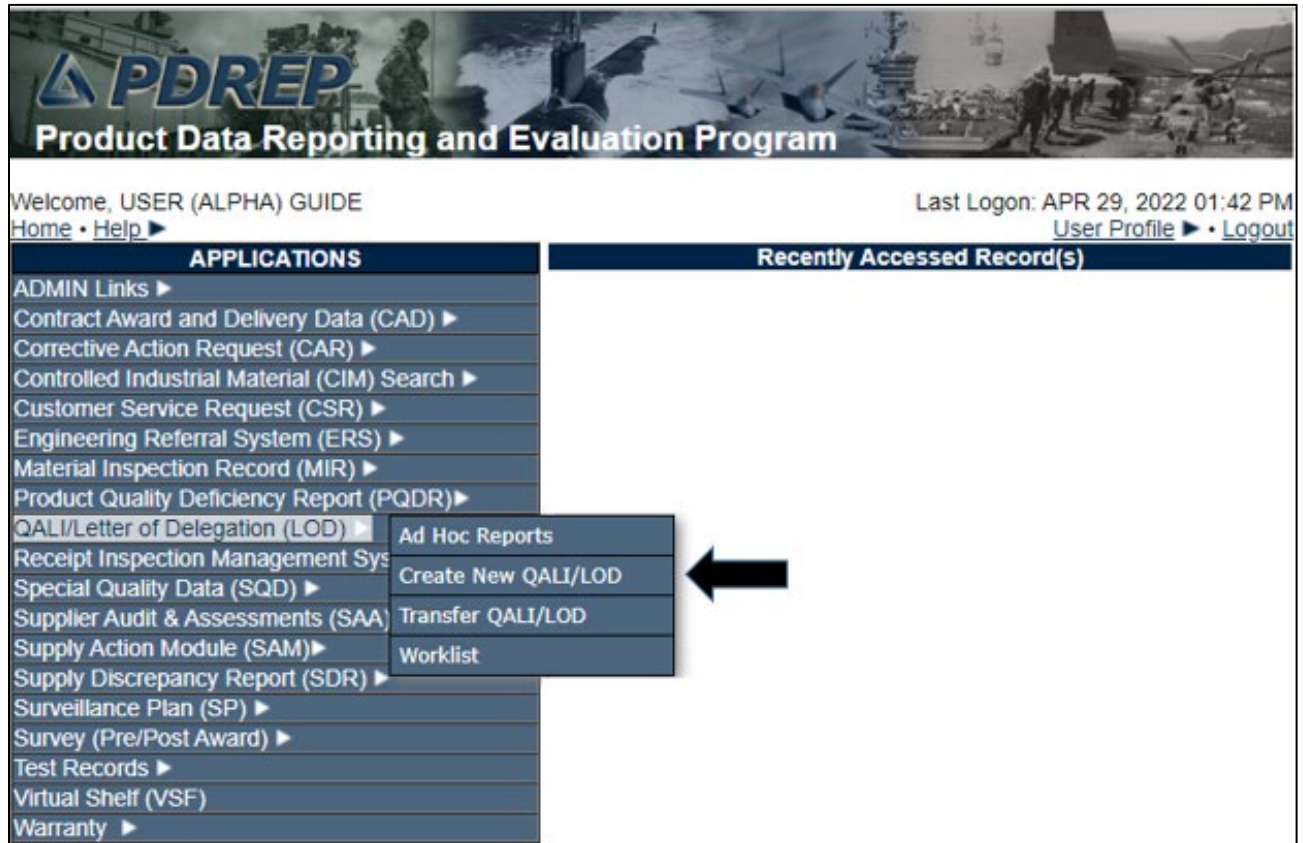 PDREP
Product Data Reporting and Evaluation Program
Welcome, USER (ALPHA) GUIDE
Last Logon: APR 29, 2022 01:42 PM
Home • Help ▶
User Profile ▶ • Logout
APPLICATIONS
Recently Accessed Record(s)
ADMIN Links ▶
Contract Award and Delivery Data (CAD) ▶
Corrective Action Request (CAR) ▶
Controlled Industrial Material (CIM) Search ▶
Customer Service Request (CSR) ▶
Engineering Referral System (ERS) ▶
Material Inspection Record (MIR) ▶
Product Quality Deficiency Report (PQDR)▶
QALI/Letter of Delegation (LOD) ▶
Ad Hoc Reports
Create New QALI/LOD
Transfer QALI/LOD
Worklist
Receipt Inspection Management Sys
Special Quality Data (SQD) ▶
Supplier Audit & Assessments (SAA)
Supply Action Module (SAM)▶
Supply Discrepancy Report (SDR) ▶
Surveillance Plan (SP) ▶
Survey (Pre/Post Award) ▶
Test Records ▶
Virtual Shelf (VSF)
Warranty ▶